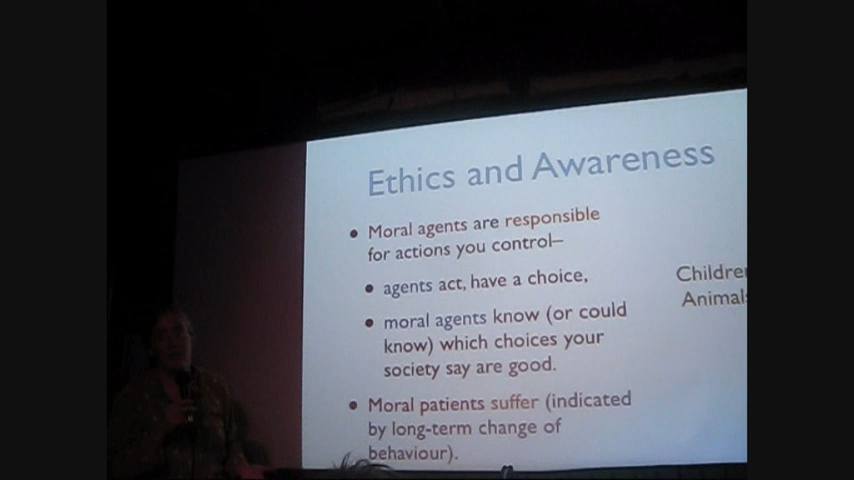 Ethics and Awareness
Moral agents are responsible
for actions you control–
agents act, have a choice,
moral agents know (or could
know) which choices your
society say are good.
Moral patients suffer (indicated
by long-term change of
behaviour).
Childre
Animal